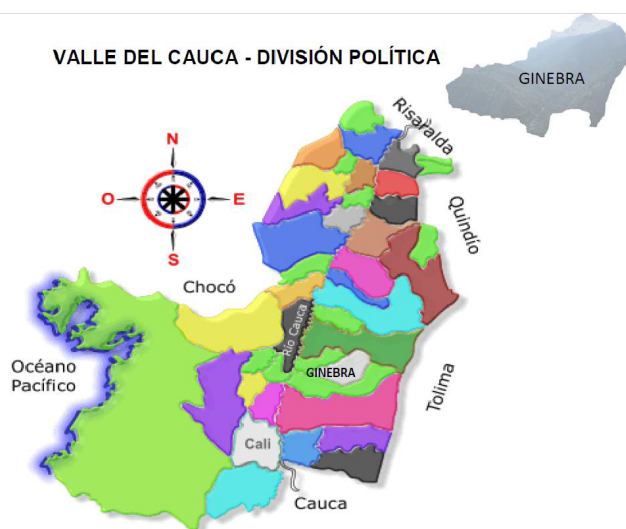 VALLE DEL CAUCA - DIVISIÓN POLÍTICA
GINEBRA
Risaralda
N
O
E
S
Quindío
Chocó
Río Cauca
Océano
Pacífico
GINEBRA
Tolima
Cali
Cauca